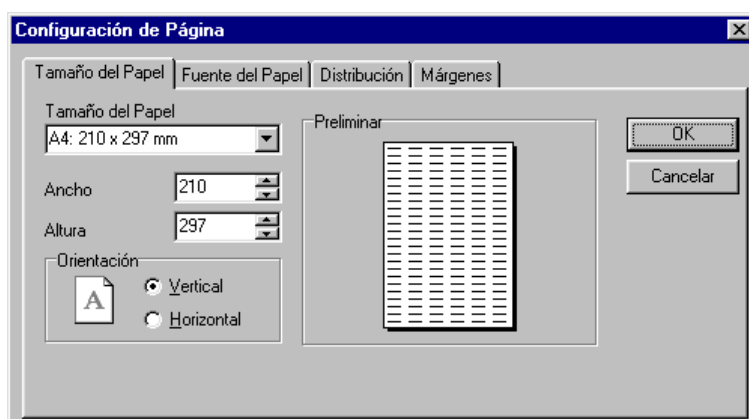 Configuración de Página
Tamaño del Papel Fuente del Papel Distribución Márgenes
Tamaño del Papel
A4: 210 x 297 mm
Ancho 210
Altura 297
Orientación
A
Vertical
Horizontal
Preliminar
OK
Cancelar